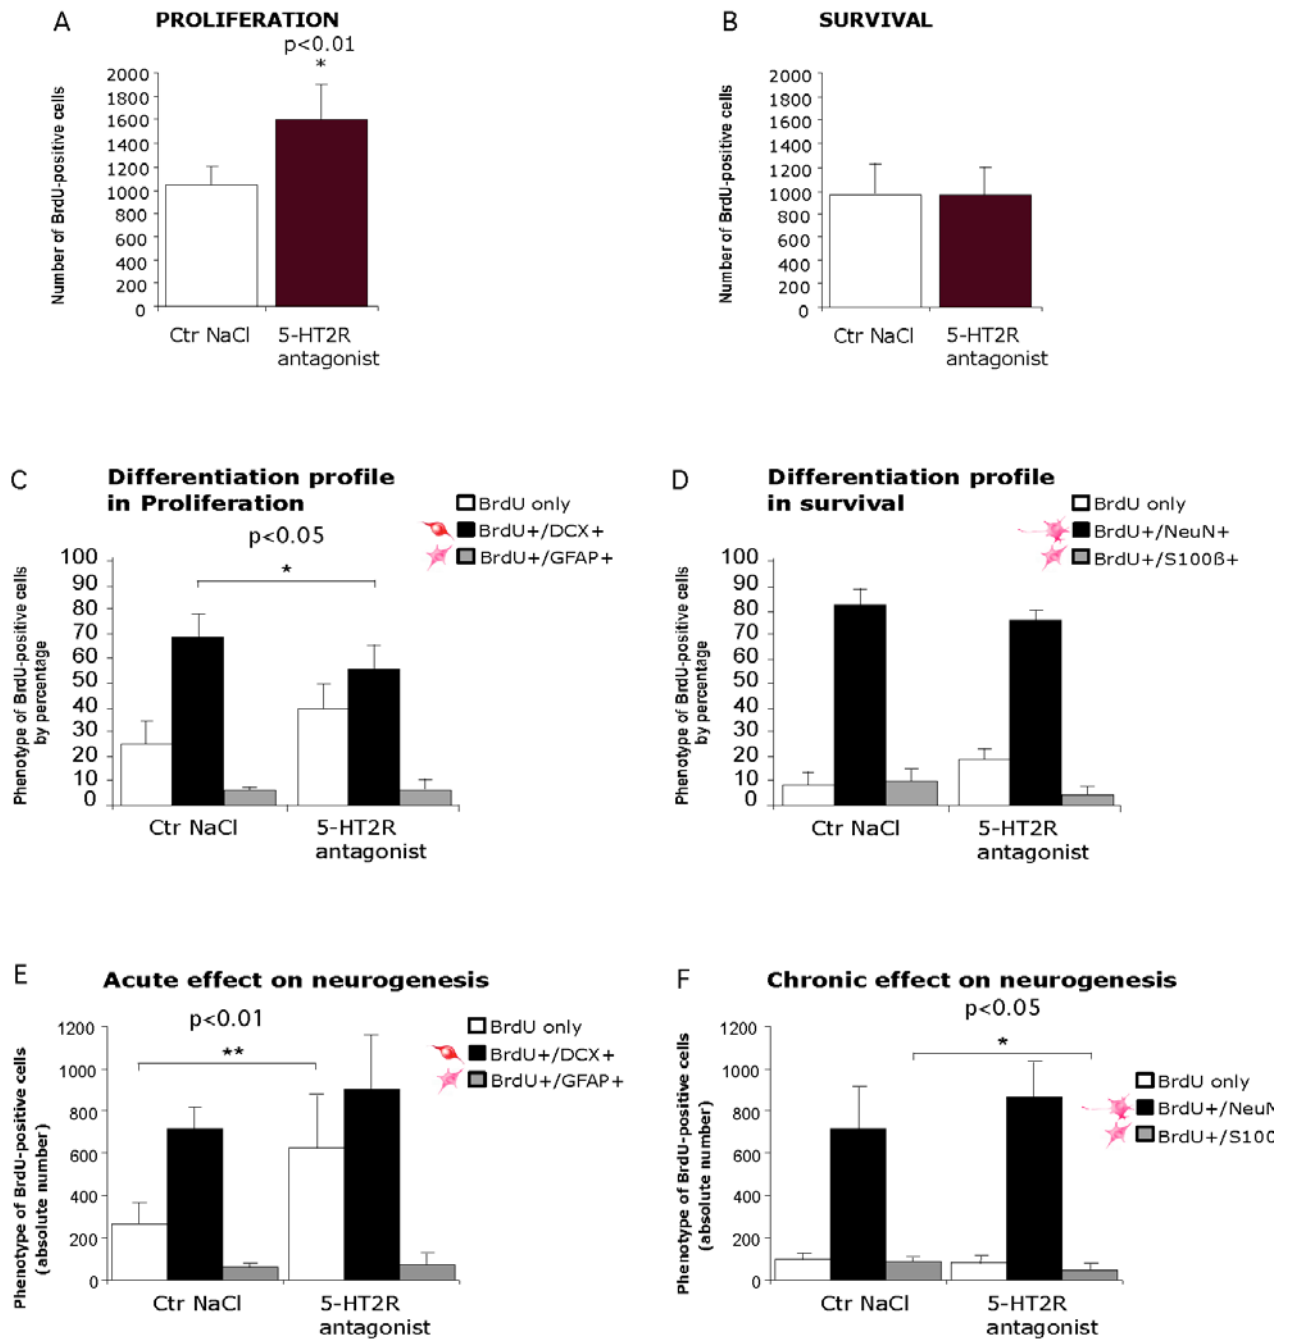 A
PROLIFERATION
p<0.01
*
Number of BrdU-positive cells
2000
1800
1600
1400
1200
1000
800
600
400
200
0
Ctr NaCl
5-HT2R
antagonist
B
SURVIVAL
Number of BrdU-positive cells
2000
1800
1600
1400
1200
1000
800
600
400
200
0
Ctr NaCl
5-HT2R
antagonist
C
Differentiation profile
in Proliferation
BrdU only
BrdU+/DCX+
BrdU+/GFAP+
p<0.05
*
Phenotype of BrdU-positive cells
by percentage
100
90
80
70
60
50
40
30
20
10
0
Ctr NaCl
5-HT2R
antagonist
D
Differentiation profile
in survival
BrdU only
BrdU+/NeuN+
BrdU+/S100ß+
Phenotype of BrdU-positive cells
by percentage
100
90
80
70
60
50
40
30
20
10
0
Ctr NaCl
5-HT2R
antagonist
E
Acute effect on neurogenesis
p<0.01
**
BrdU only
BrdU+/DCX+
BrdU+/GFAP+
Phenotype of BrdU-positive cells
(absolute number)
1200
1000
800
600
400
200
0
Ctr NaCl
5-HT2R
antagonist
F
Chronic effect on neurogenesis
p<0.05
*
BrdU only
BrdU+/NeuN
BrdU+/S100
Phenotype of BrdU-positive cells
(absolute number)
1200
1000
800
600
400
200
0
Ctr NaCl
5-HT2R
antagonist